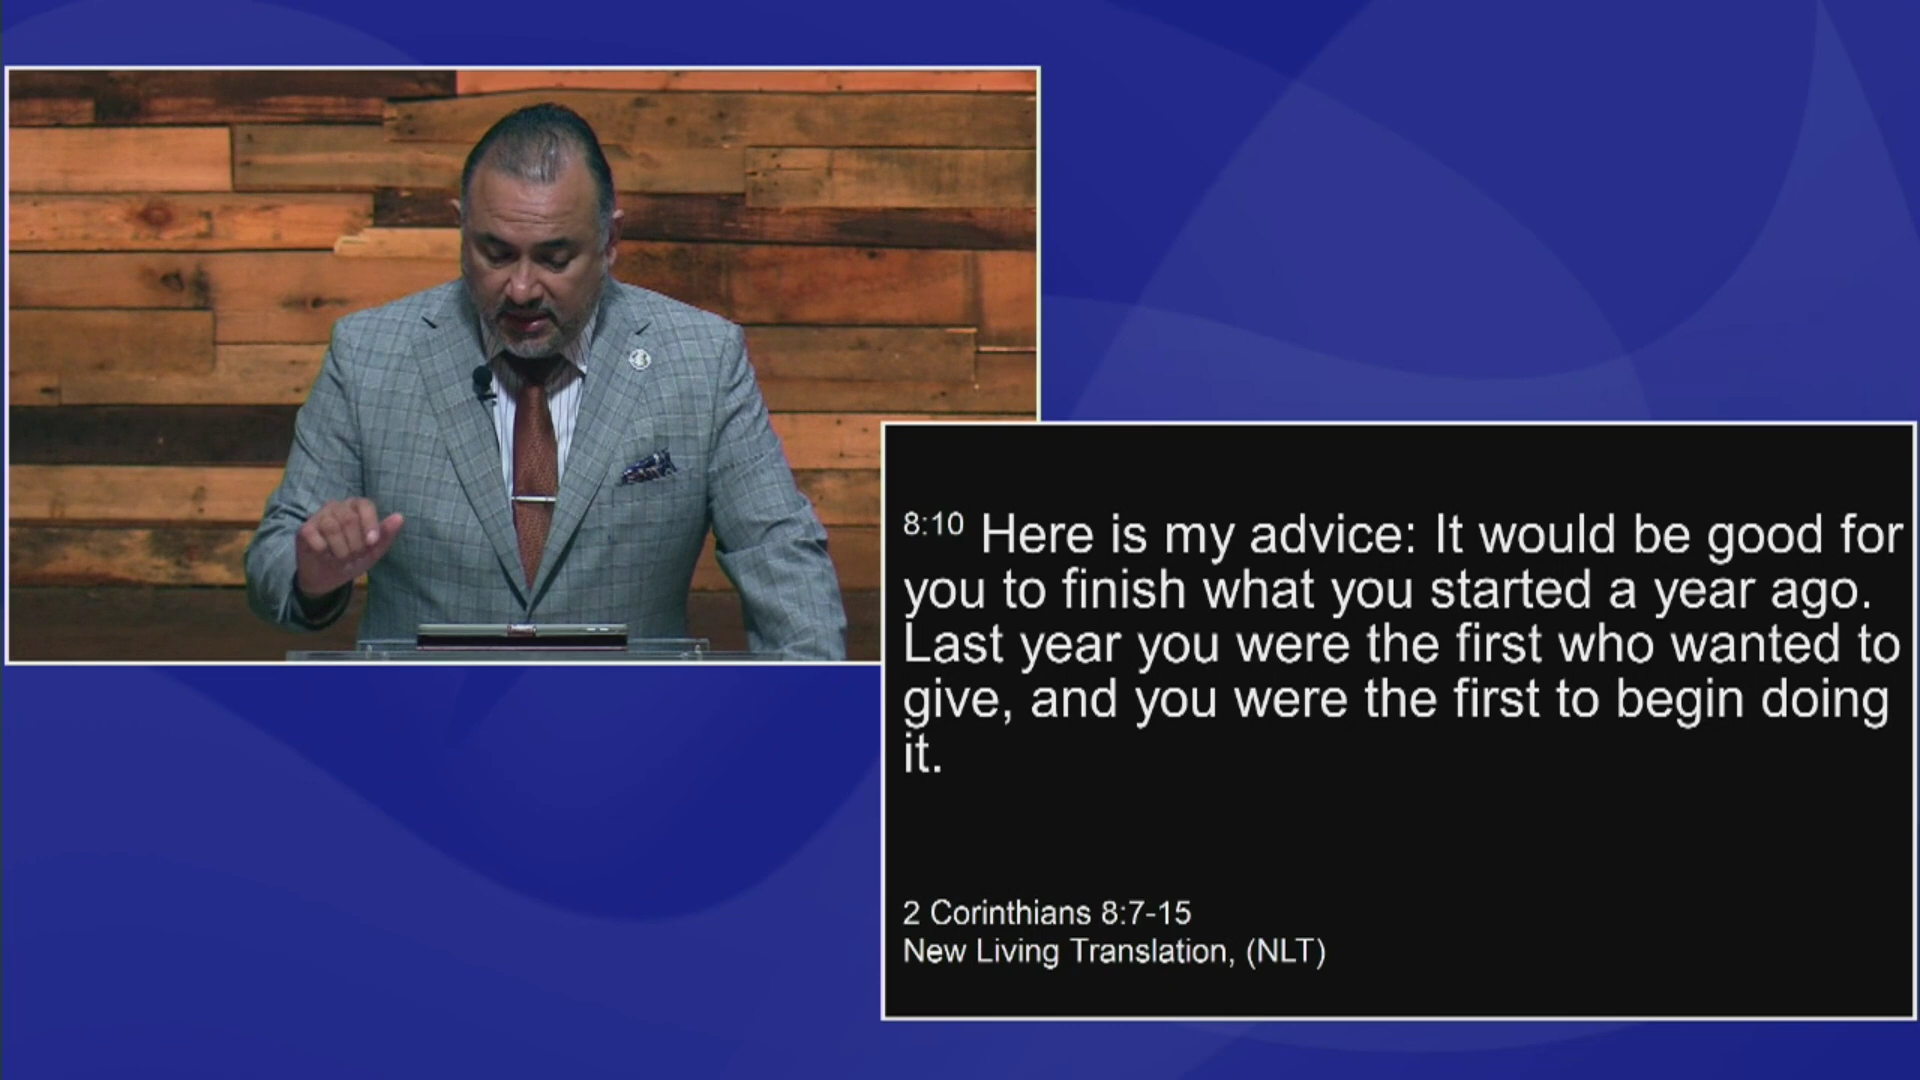 8:10 Here is my advice: It would be good for
you to finish what you started a year ago.
Last year you were the first who wanted to
give, and you were the first to begin doing
it.
2 Corinthians 8:7-15
New Living Translation, (NLT)